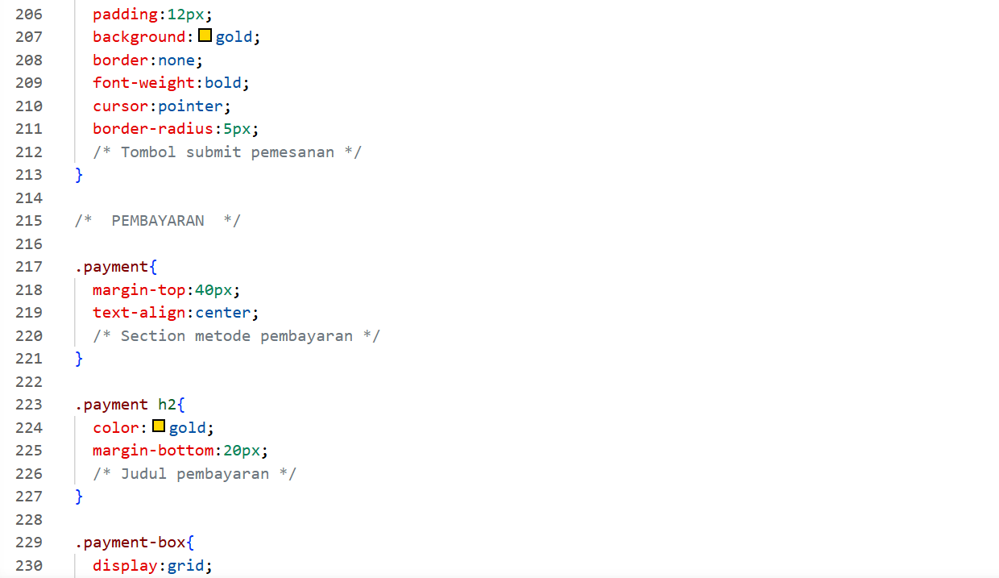 206 padding:12px;
207 background:gold;
208 border:none;
209 font-weight:bold;
210 cursor:pointer;
211 border-radius:5px;
212 /* Tombol submit pemesanan */
213 }
214
215 /*  PEMBAYARAN  */
216
217 .payment{
218 margin-top:40px;
219 text-align:center;
220 /* Section metode pembayaran */
221 }
222
223 .payment h2{
224 color:gold;
225 margin-bottom:20px;
226 /* Judul pembayaran */
227 }
228
229 .payment-box{
230 display:grid;